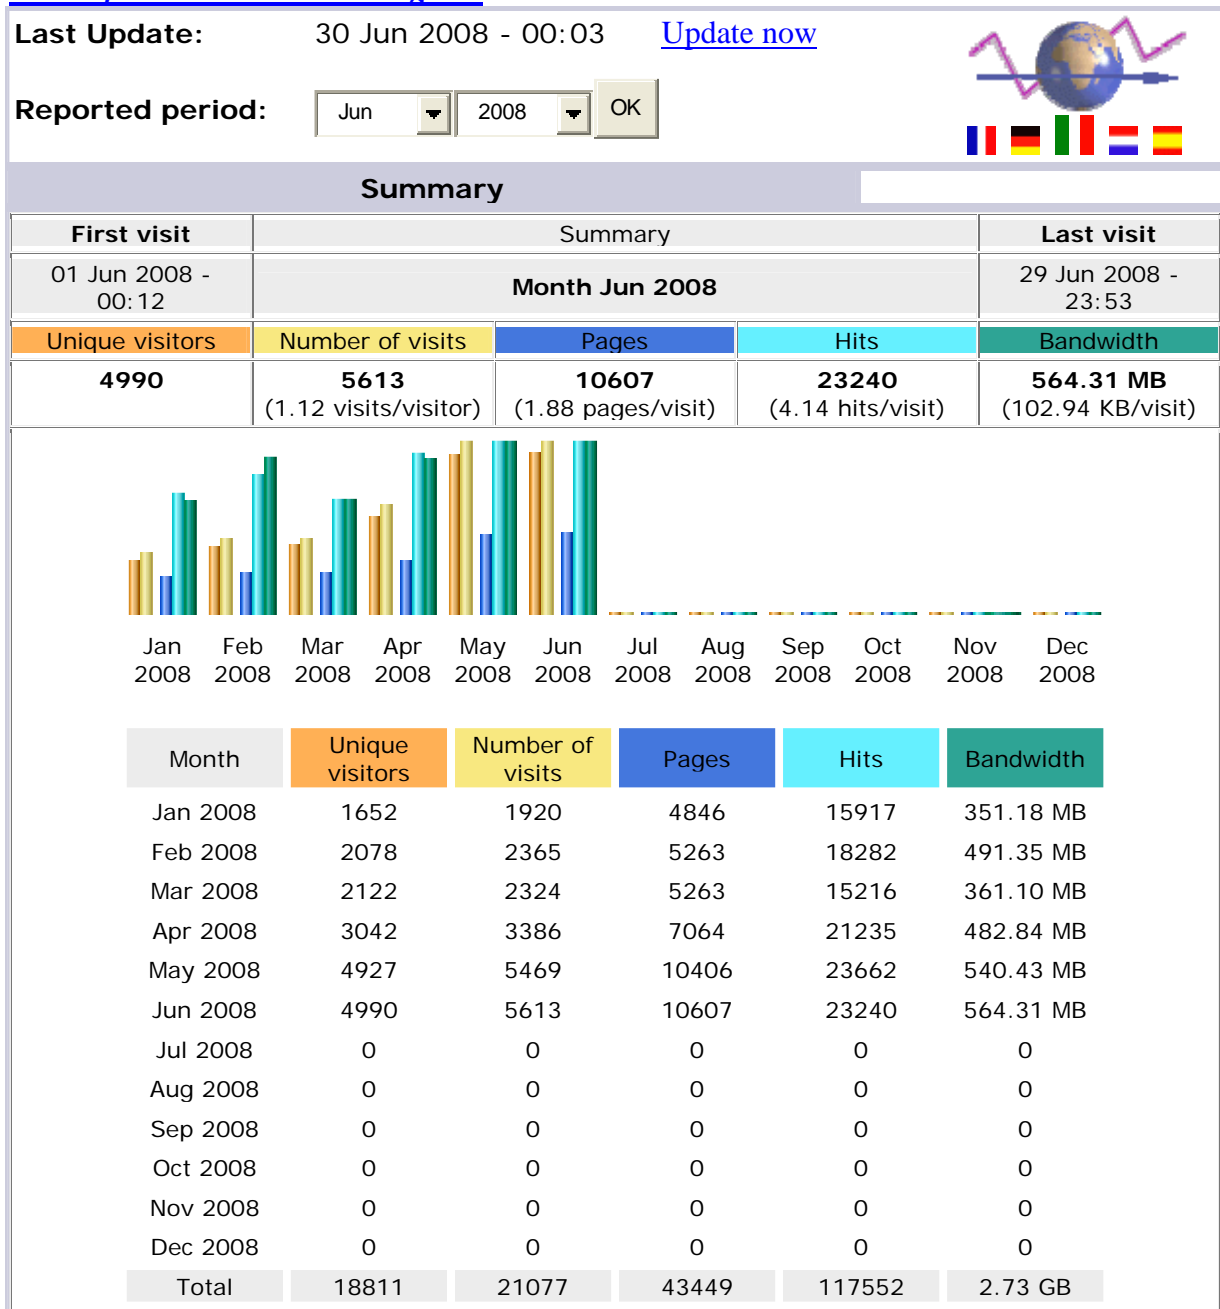 Last Update: 30 Jun 2008 - 00:03 Update now
Reported period: Jun 2008 OK
Summary
First visit Summary Last visit
01 Jun 2008 - 00:12 Month Jun 2008 29 Jun 2008 - 23:53
Unique visitors Number of visits Pages Hits Bandwidth
4990 5613 10607 23240 564.31 MB
(1.12 visits/visitor) (1.88 pages/visit) (4.14 hits/visit) (102.94 KB/visit)
Jan Feb Mar Apr May Jun Jul Aug Sep Oct Nov Dec
2008 2008 2008 2008 2008 2008 2008 2008 2008 2008 2008 2008
Month Unique visitors Number of visits Pages Hits Bandwidth
Jan 2008 1652 1920 4846 15917 351.18 MB
Feb 2008 2078 2365 5263 18282 491.35 MB
Mar 2008 2122 2324 5263 15216 361.10 MB
Apr 2008 3042 3386 7064 21235 482.84 MB
May 2008 4927 5469 10406 23662 540.43 MB
Jun 2008 4990 5613 10607 23240 564.31 MB
Jul 2008 0 0 0 0 0
Aug 2008 0 0 0 0 0
Sep 2008 0 0 0 0 0
Oct 2008 0 0 0 0 0
Nov 2008 0 0 0 0 0
Dec 2008 0 0 0 0 0
Total 18811 21077 43449 117552 2.73 GB